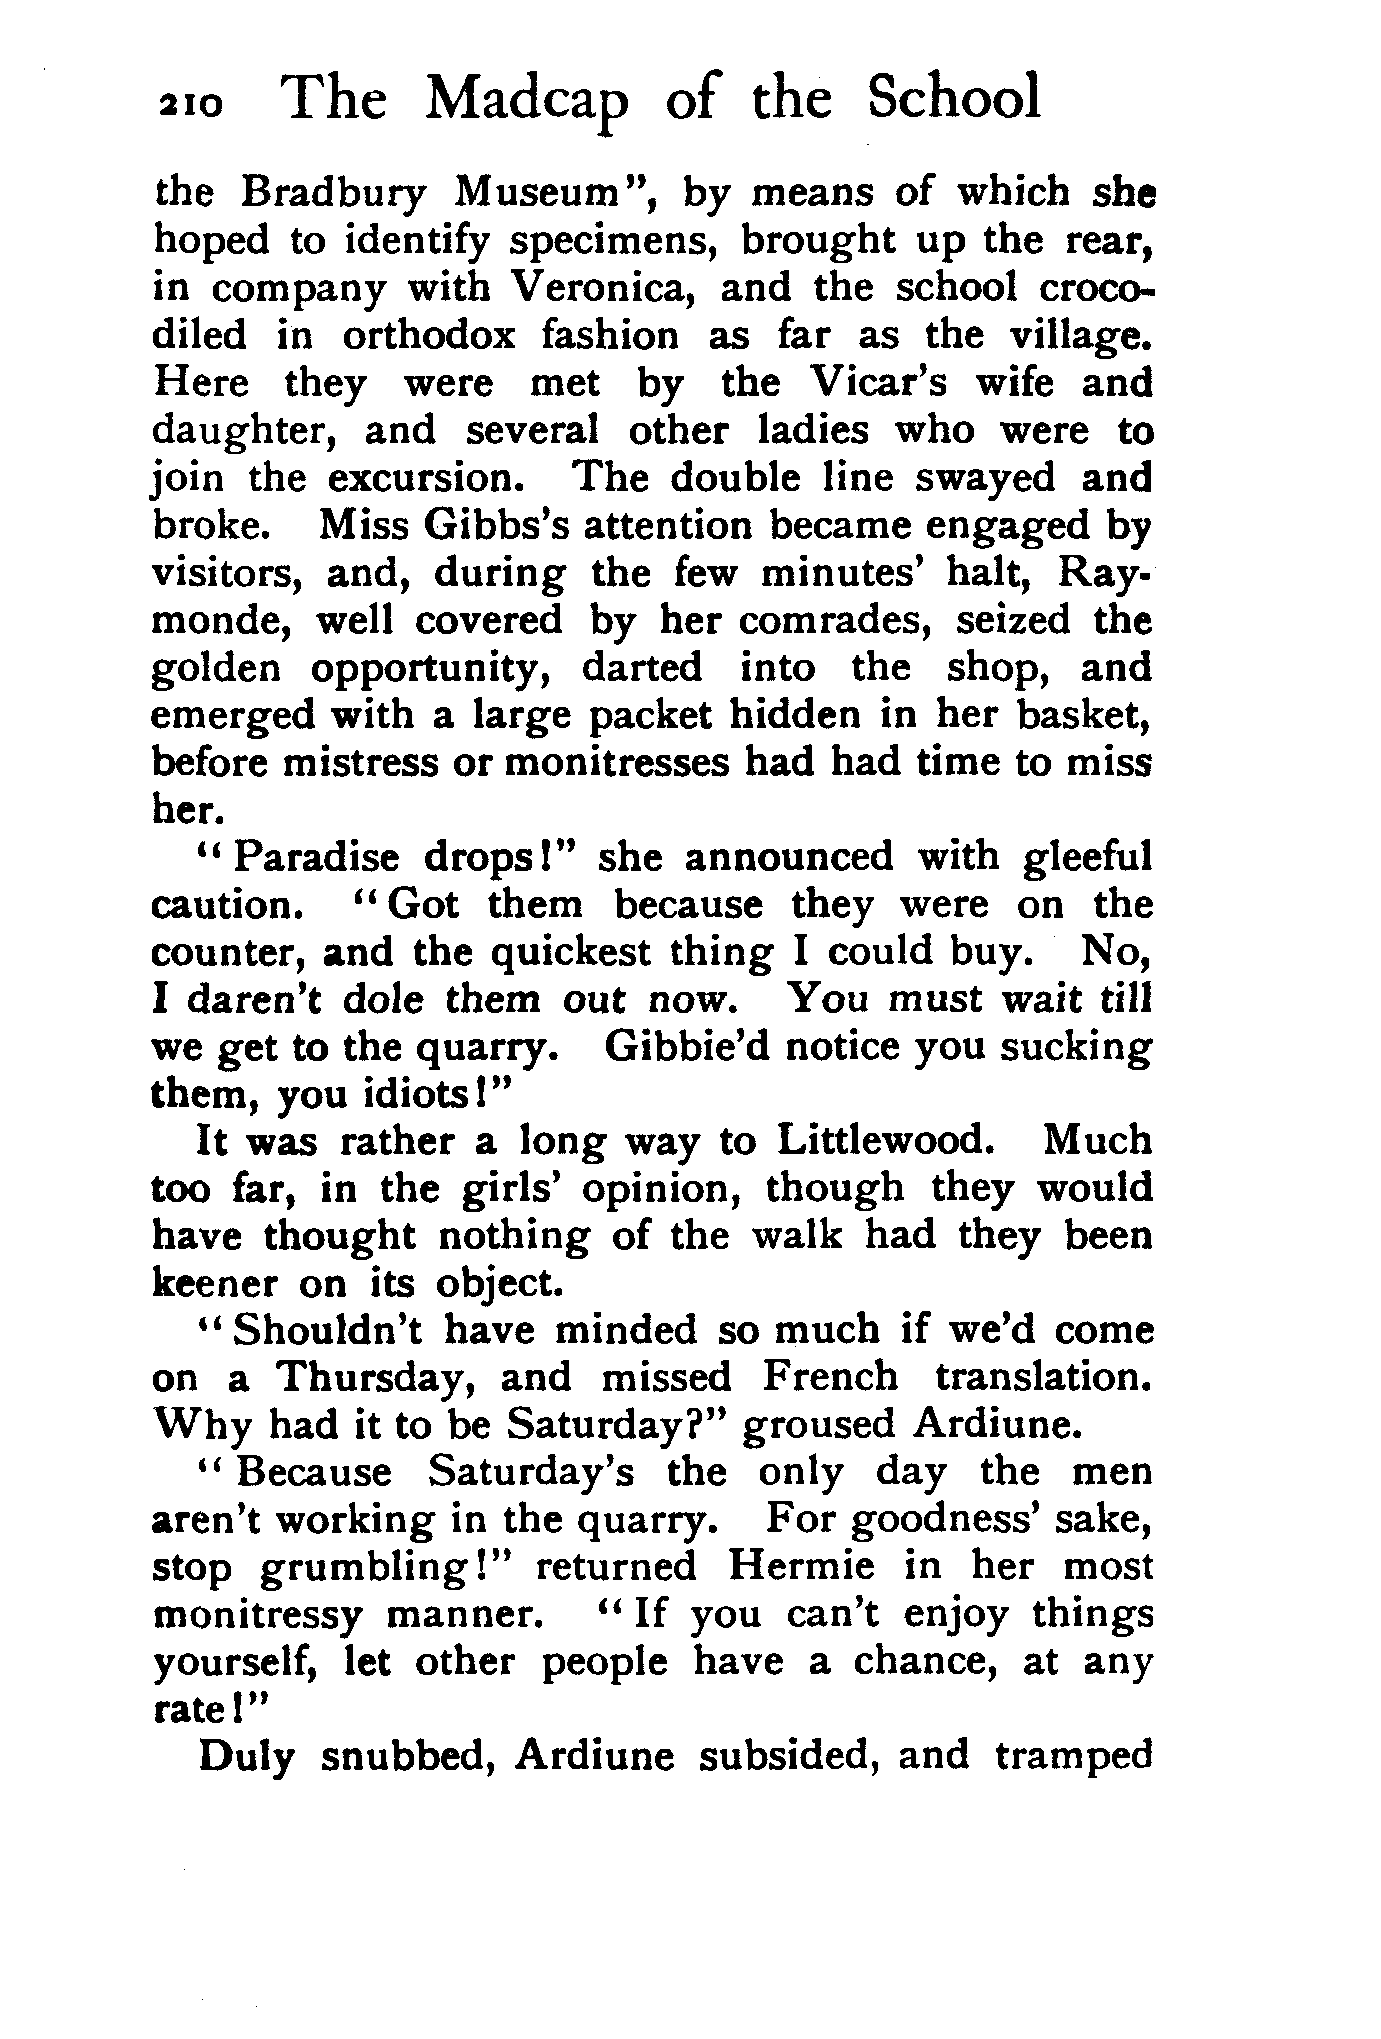 210 The Madcap of the School
the Bradbury Museum", by means of which she
hoped to identify specimens, brought up the rear,
in company with Veronica, and the school croco-
diled in orthodox fashion as far as the village.
Here they were met by the Vicar's wife and
daughter, and several other ladies who were to
join the excursion. The double line swayed and
broke. Miss Gibbs's attention became engaged by
visitors, and, during the few minutes' halt, Ray-
monde, well covered by her comrades, seized the
golden opportunity, darted into the shop, and
emerged with a large packet hidden in her basket,
before mistress or monitresses had had time to miss
her.
"Paradise drops!" she announced with gleeful
caution. "Got them because they were on the
counter, and the quickest thing I could buy. No,
I daren't dole them out now. You must wait till
we get to the quarry. Gibbie'd notice you sucking
them, you idiots!"
It was rather a long way to Littlewood. Much
too far, in the girls' opinion, though they would
have thought nothing of the walk had they been
keener on its object.
"Shouldn't have minded so much if we'd come
on a Thursday, and missed French translation.
Why had it to be Saturday?" groused Ardiune.
"Because Saturday's the only day the men
aren't working in the quarry. For goodness' sake,
stop grumbling!" returned Hermie in her most
monitressy manner. "If you can't enjoy things
yourself, let other people have a chance, at any
rate!"
Duly snubbed, Ardiune subsided, and tramped